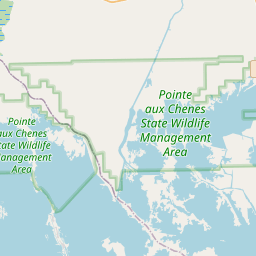 Pointe
aux Chenes
State Wildlife
Management
Area
Pointe
aux Chenes
State Wildlife
Management
Area